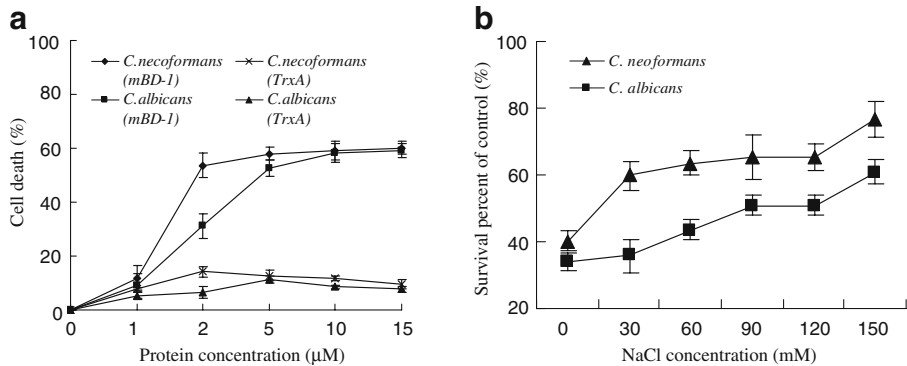 a
100
80
60
40
20
0
Cell death (%)
C.necoformans
(mBD-1)
C.albicans
(mBD-1)
C.necoformans
(TrxA)
C.albicans
(TrxA)
0 1 2 5 10 15
Protein concentration (μM)
b
100
80
60
40
20
Survival percent of control (%)
C. neoformans
C. albicans
0 30 60 90 120 150
NaCl concentration (mM)